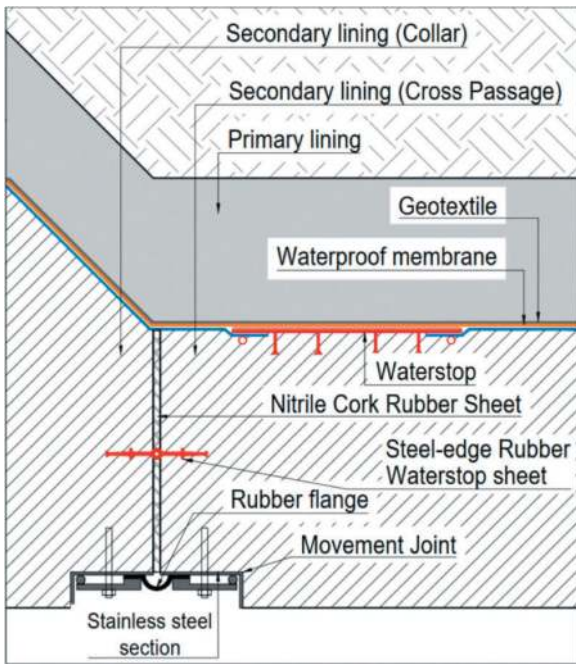 Secondary lining (Collar)
Secondary lining (Cross Passage)
Primary lining
Geotextile
Waterproof membrane
Waterstop
Nitrile Cork Rubber Sheet
Steel-edge Rubber
Waterstop sheet
Rubber flange
Movement Joint
Stainless steel
section